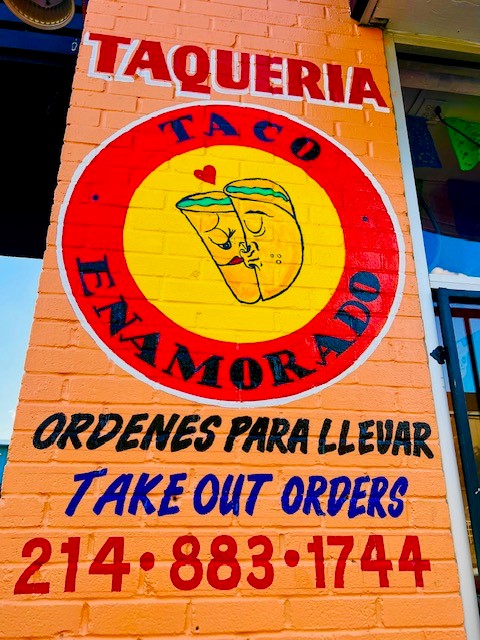 TAQUERIA
TACO
ENAMORADO
ORDENES PARA LLEVAR
TAKE OUT ORDERS
214·883·1744